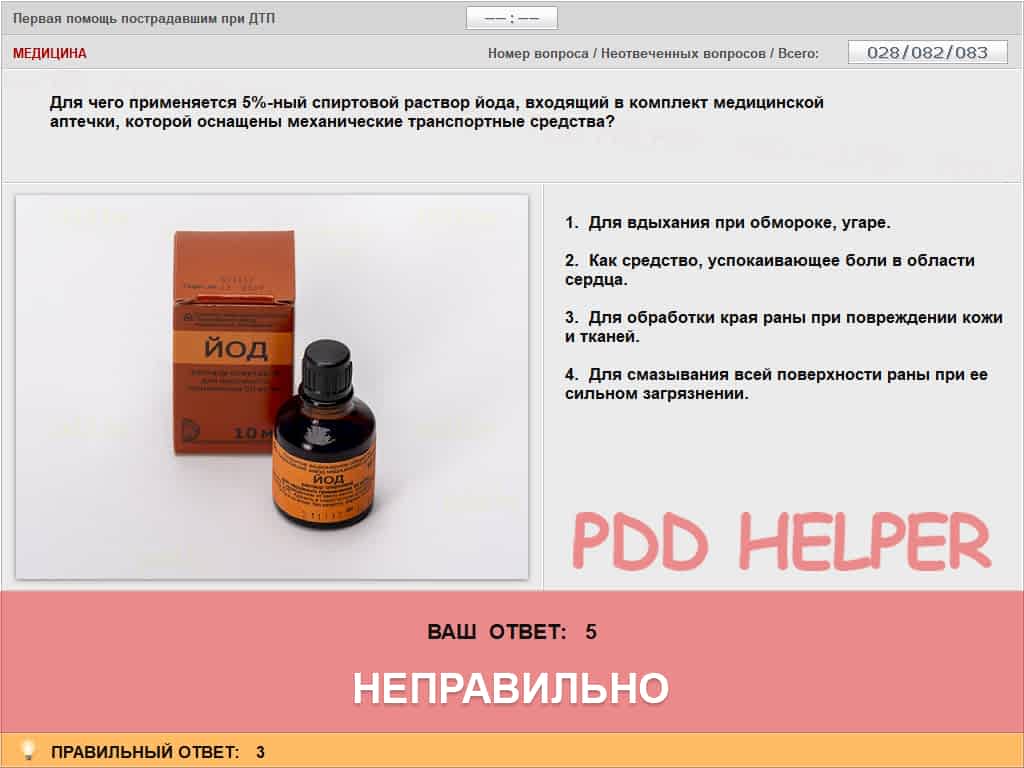 Первая помощь пострадавшим при ДТП
—— : ——
МЕДИЦИНА
Номер вопроса / Неотвеченных вопросов / Всего:
028/082/083
Для чего применяется 5%-ный спиртовой раствор йода, входящий в комплект медицинской
аптечки, которой оснащены механические транспортные средства?
ЙОД
10
ЙОД
1. Для вдыхания при обмороке, угаре.
2. Как средство, успокаивающее боли в области
сердца.
3. Для обработки края раны при повреждении кожи
и тканей.
4. Для смазывания всей поверхности раны при ее
сильном загрязнении.
PDD HELPER
ВАШ ОТВЕТ: 5
НЕПРАВИЛЬНО
ПРАВИЛЬНЫЙ ОТВЕТ: 3